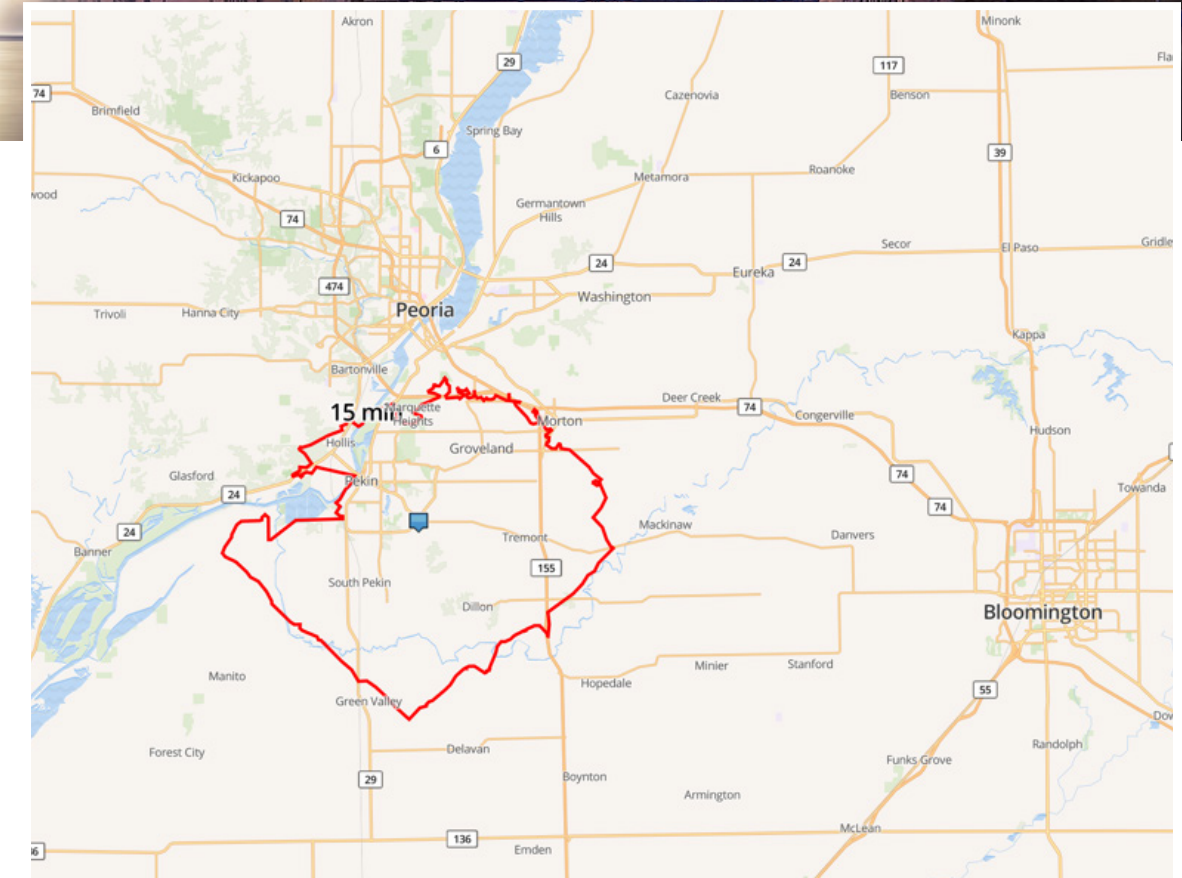 Akron
Minonk
29
117
74
Cazenovia
Benson
Brimfield
Spring Bay
6
39
Kickapoo
Metamora
Roanoke
wood
Germantown
Hills
74
Secor
El Paso
Gridle
24
24
Eureka
474
Washington
Peoria
Trivoli
Hanna City
Kappa
Bartonville
Deer Creek
74
15 min
Marquette
Heights
Congerville
Morton
Hudson
Hollis
Groveland
Glasford
74
Pekin
Towanda
24
74
Mackinaw
24
Tremont
Danvers
Banner
155
South Pekin
Dillon
Bloomington
Minier
Stanford
Manito
Hopedale
55
Green Valley
Dow
Forest City
Delavan
Randolph
Funks Grove
29
Boynton
Armington
McLean
136
Emden